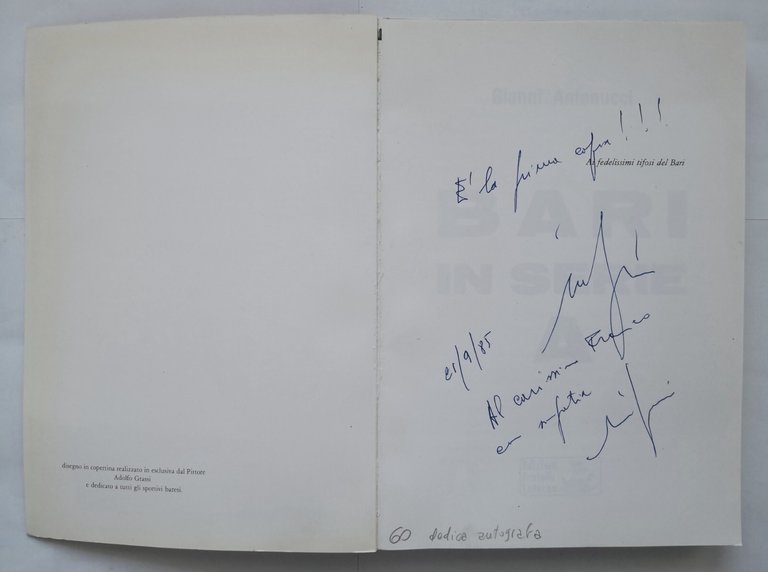 disegno in copertina realizzato in esclusiva dal Pittore
Adolfo Grassi
e dedicato a tutti gli sportivi baresi.
Gianni Antonucci
È la prima copia!!!
Ai fedelissimi tifosi del Bari
BARI
IN SERIE
A
21/9/85
Al carissimo Franco
con simpatia
60 dedica autografa